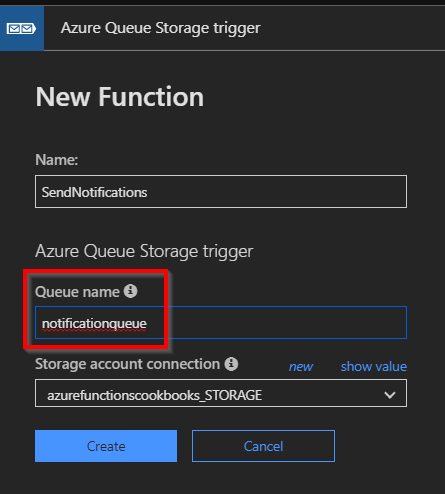 Azure Queue Storage trigger
New Function
Name:
SendNotifications
Azure Queue Storage trigger
Queue name
notificationqueue
Storage account connection new show value
azurefunctionscookbooks_STORAGE
Create Cancel